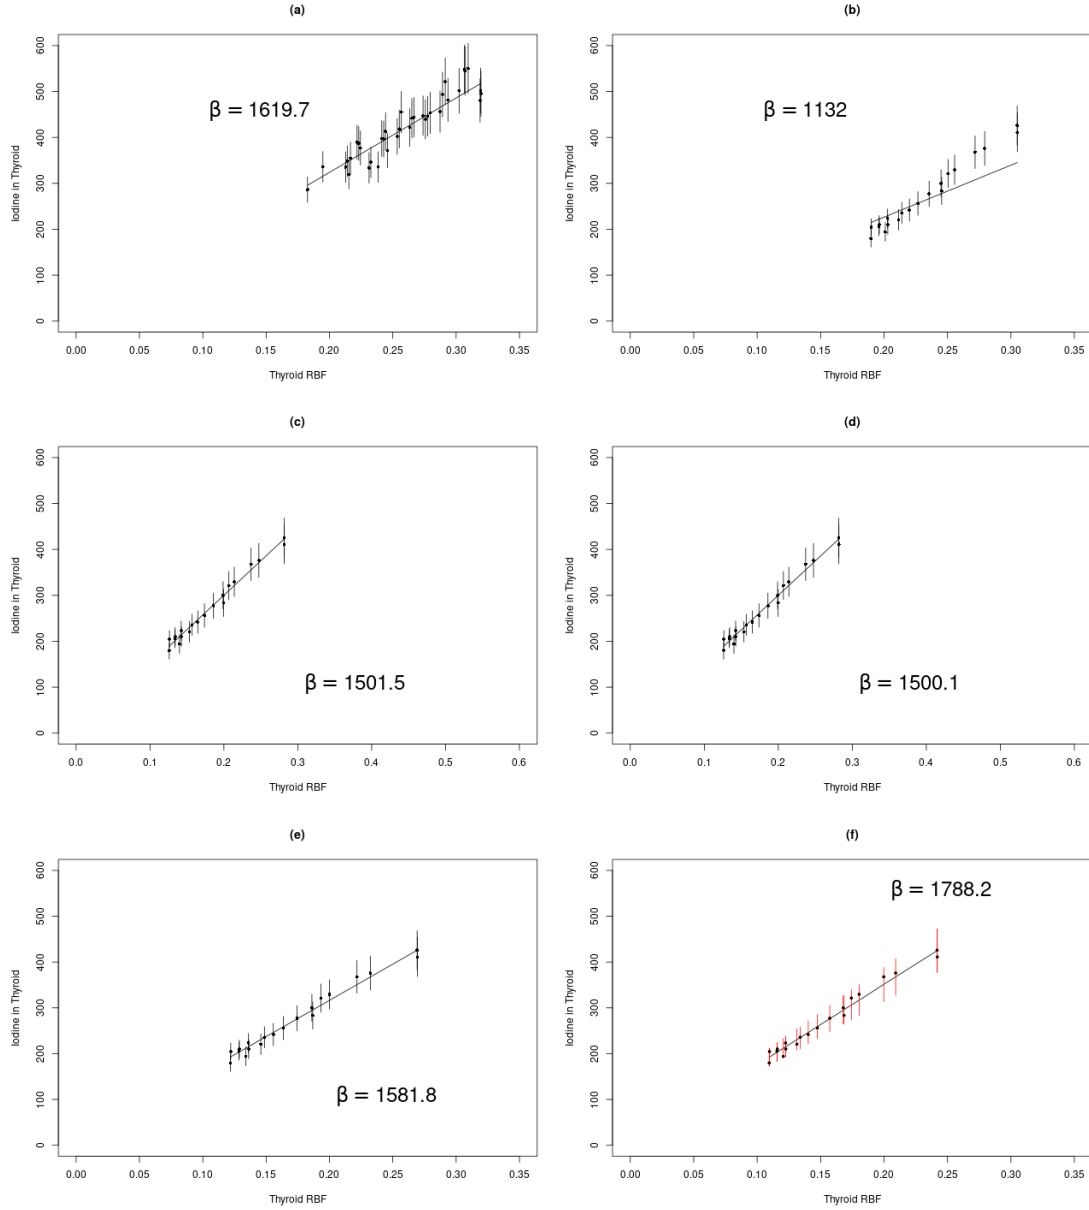 (a)
β = 1619.7
Iodine in Thyroid
0 100 200 300 400 500 600
0.00 0.05 0.10 0.15 0.20 0.25 0.30 0.35
Thyroid RBF
(b)
β = 1132
Iodine in Thyroid
0 100 200 300 400 500 600
0.00 0.05 0.10 0.15 0.20 0.25 0.30 0.35
Thyroid RBF
(c)
β = 1501.5
Iodine in Thyroid
0 100 200 300 400 500 600
0.0 0.1 0.2 0.3 0.4 0.5 0.6
Thyroid RBF
(d)
β = 1500.1
Iodine in Thyroid
0 100 200 300 400 500 600
0.0 0.1 0.2 0.3 0.4 0.5 0.6
Thyroid RBF
(e)
β = 1581.8
Iodine in Thyroid
0 100 200 300 400 500 600
0.00 0.05 0.10 0.15 0.20 0.25 0.30 0.35
Thyroid RBF
(f)
β = 1788.2
Iodine in Thyroid
0 100 200 300 400 500 600
0.00 0.05 0.10 0.15 0.20 0.25 0.30 0.35
Thyroid RBF